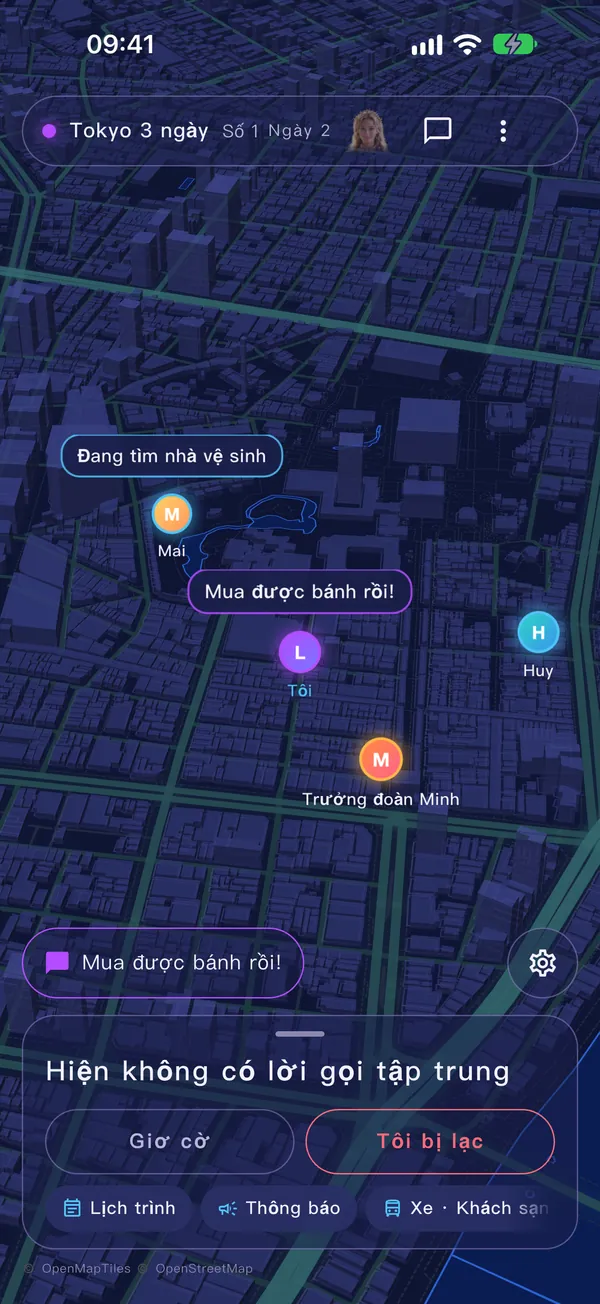 09:41
Tokyo 3 ngày Số 1 Ngày 2
Đang tìm nhà vệ sinh
M
Mai
Mua được bánh rồi!
L
Tôi
H
Huy
M
Trưởng đoàn Minh
Mua được bánh rồi!
Hiện không có lời gọi tập trung
Giơ cờ
Tôi bị lạc
Lịch trình
Thông báo
Xe · Khách sạn
© OpenMapTiles © OpenStreetMap